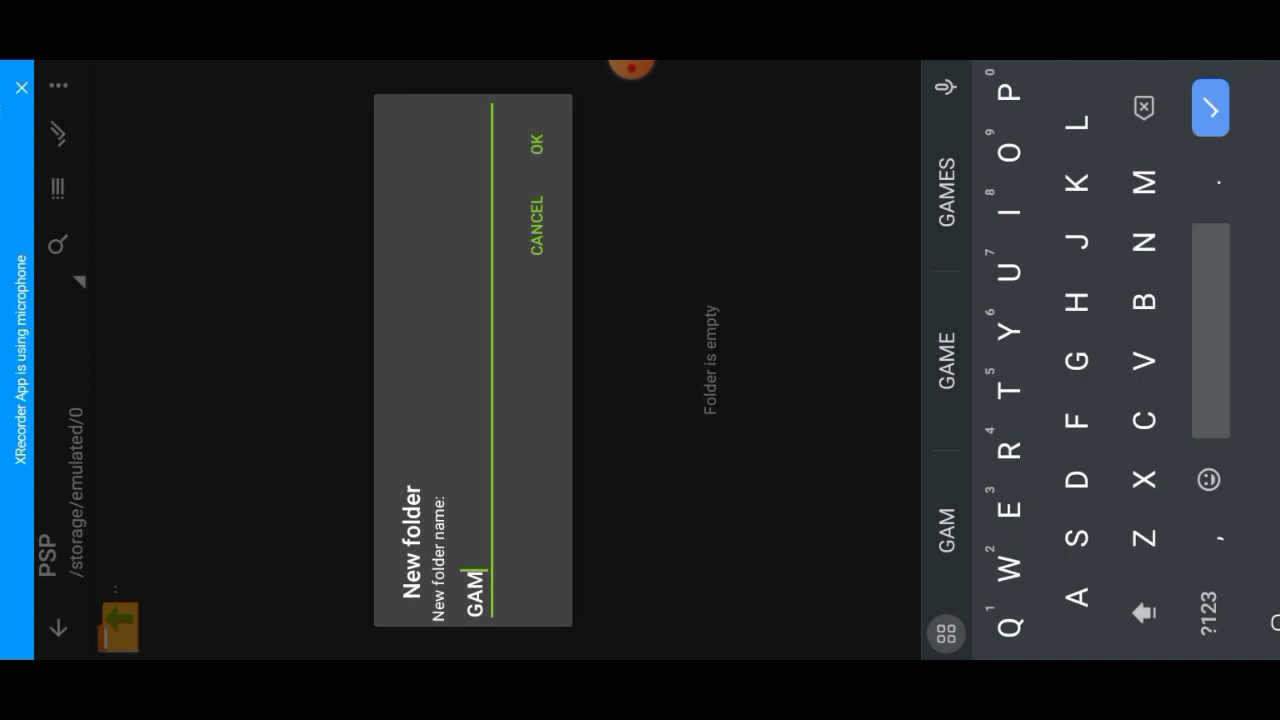 XRecorder App is using microphone
PSP
/storage/emulated/0
..
New folder
New folder name:
GAM
CANCEL OK
Folder is empty
GAM GAME GAMES
1 2 3 4 5 6 7 8 9 0
Q W E R T Y U I O P
A S D F G H J K L
Z X C V B N M
?123 , .